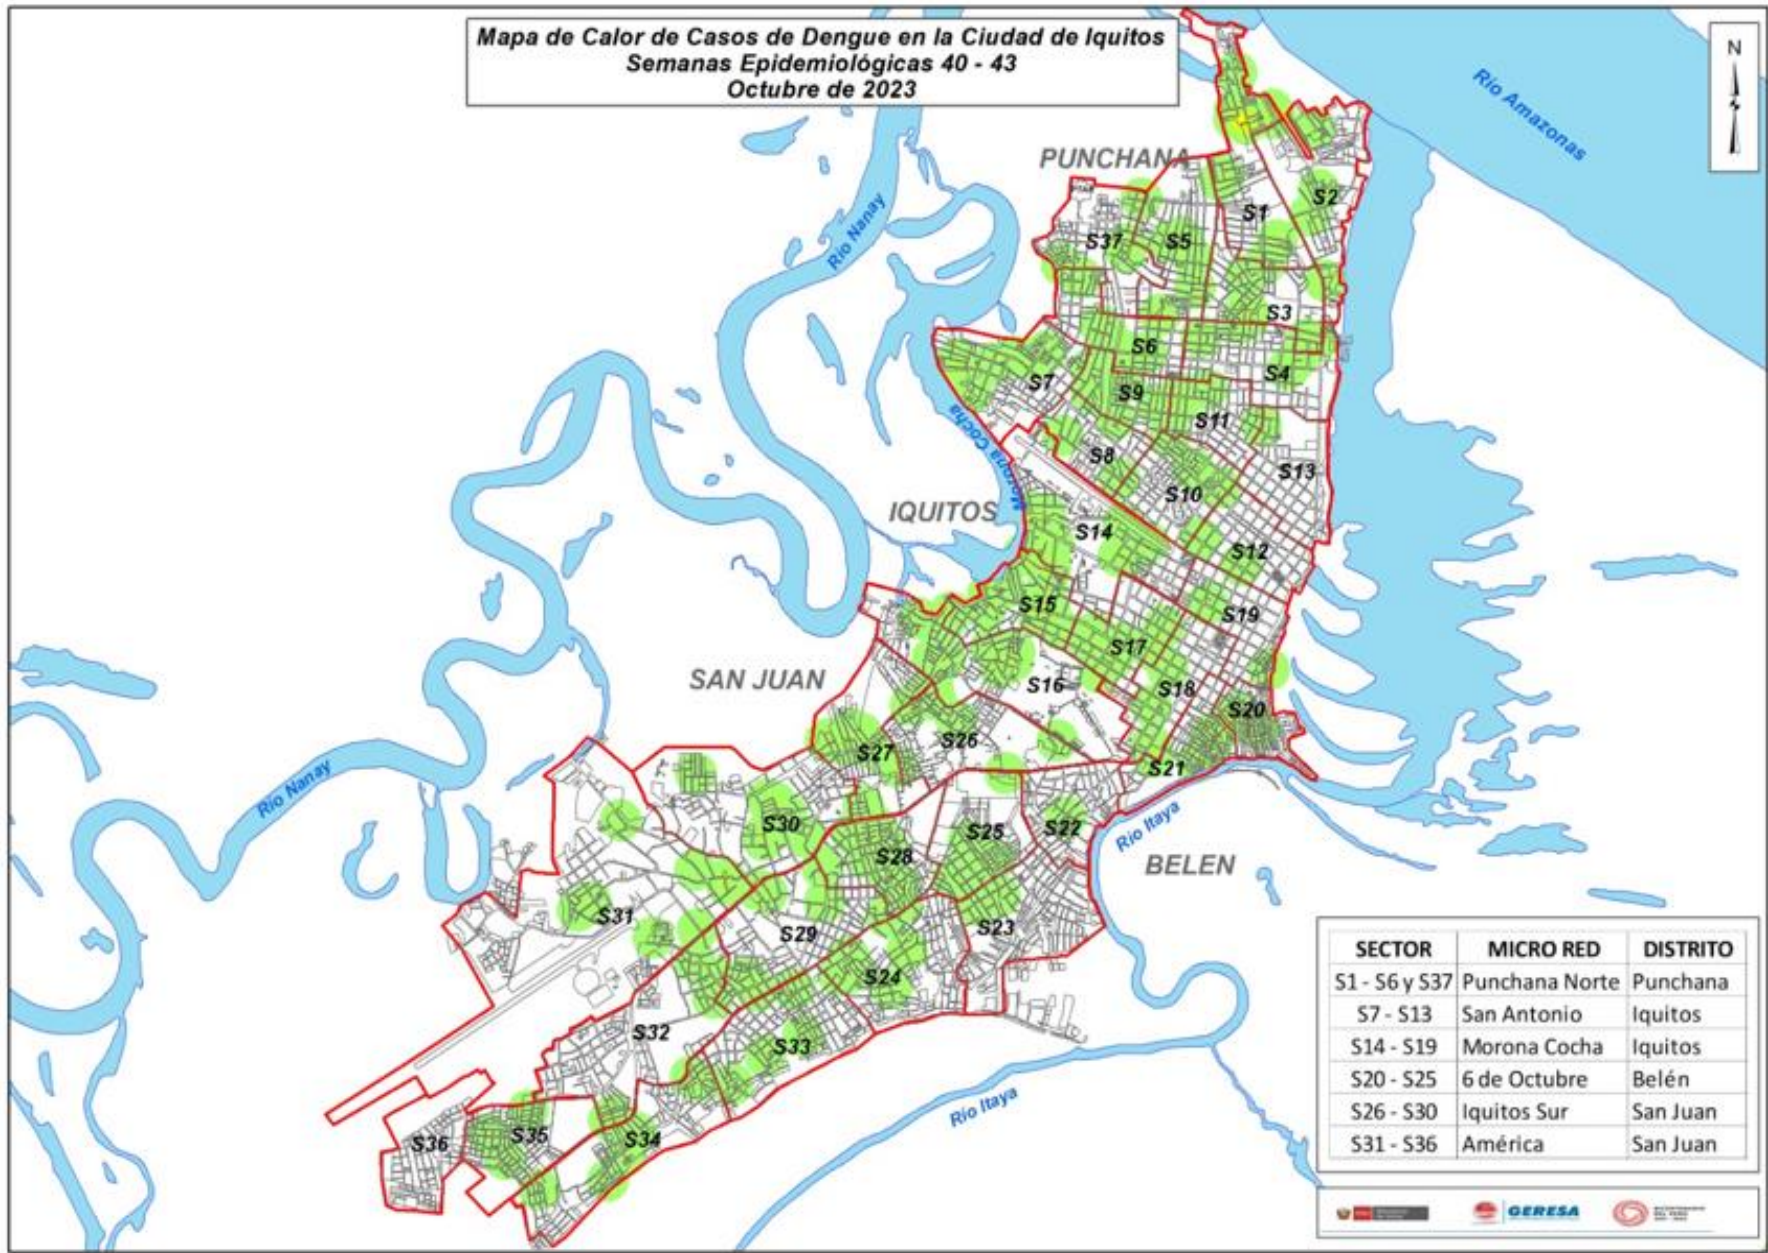 Mapa de Calor de Casos de Dengue en la Ciudad de Iquitos
Semanas Epidemiológicas 40 - 43
Octubre de 2023
N
Río Amazonas
PUNCHANA
Río Nanay
S2
S1
S37
S5
S3
S6
S4
S7
S9
S11
Morona Cocha
S8
S13
S10
IQUITOS
S14
S12
S15
S19
S17
SAN JUAN
S16
S18
S20
S26
S27
S21
Río Nanay
S30
S25
S22
Río Itaya
S28
BELEN
S31
S29
S23
S24
S32
S33
Río Itaya
S36
S35
S34
SECTOR MICRO RED DISTRITO
S1 - S6 y S37 Punchana Norte Punchana
S7 - S13 San Antonio Iquitos
S14 - S19 Morona Cocha Iquitos
S20 - S25 6 de Octubre Belén
S26 - S30 Iquitos Sur San Juan
S31 - S36 América San Juan
GERESA